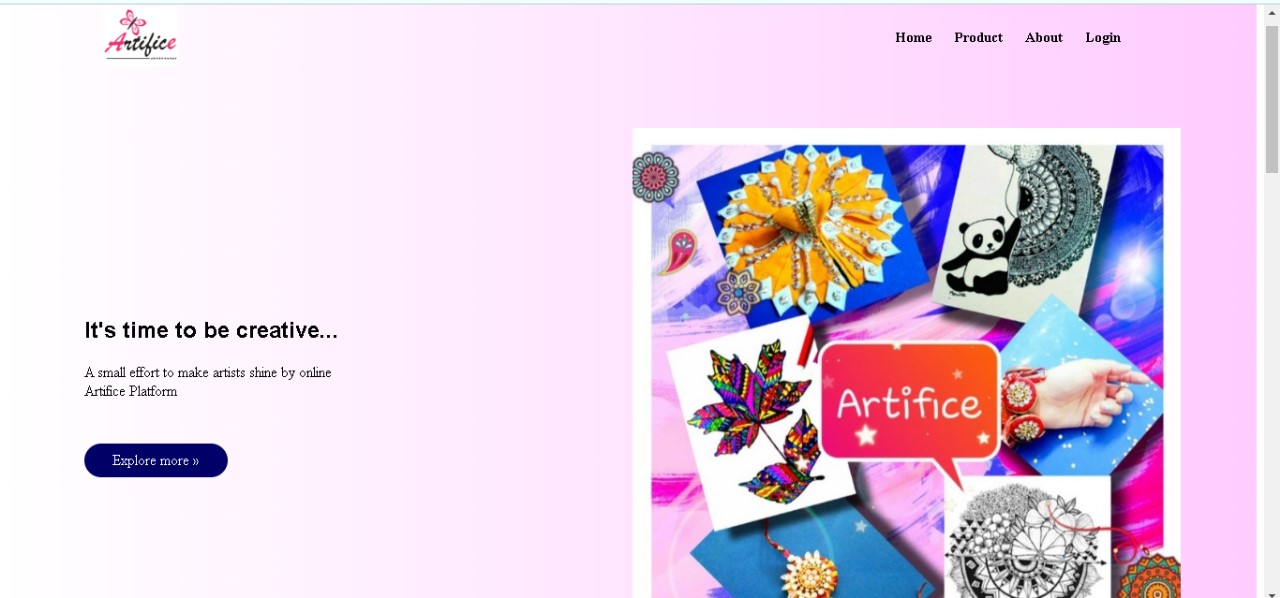 Artifice
Home
Product
About
Login
It's time to be creative...
A small effort to make artists shine by online
Artifice Platform
Explore more »
Artifice